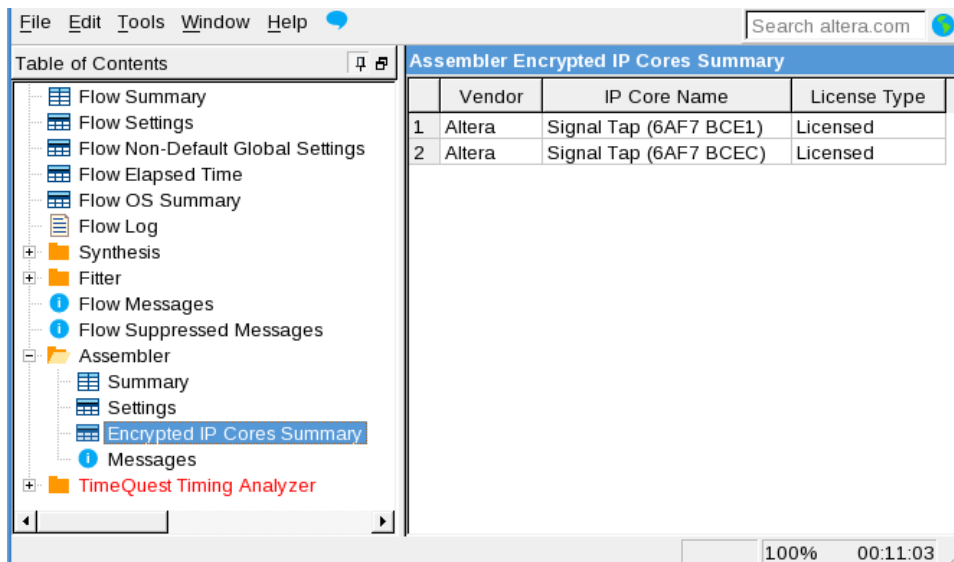 File Edit Tools Window Help
Search altera.com
Table of Contents
Flow Summary
Flow Settings
Flow Non-Default Global Settings
Flow Elapsed Time
Flow OS Summary
Flow Log
Synthesis
Fitter
Flow Messages
Flow Suppressed Messages
Assembler
Summary
Settings
Encrypted IP Cores Summary
Messages
TimeQuest Timing Analyzer
Assembler Encrypted IP Cores Summary
Vendor IP Core Name License Type
1 Altera Signal Tap (6AF7 BCE1) Licensed
2 Altera Signal Tap (6AF7 BCEC) Licensed
100% 00:11:03